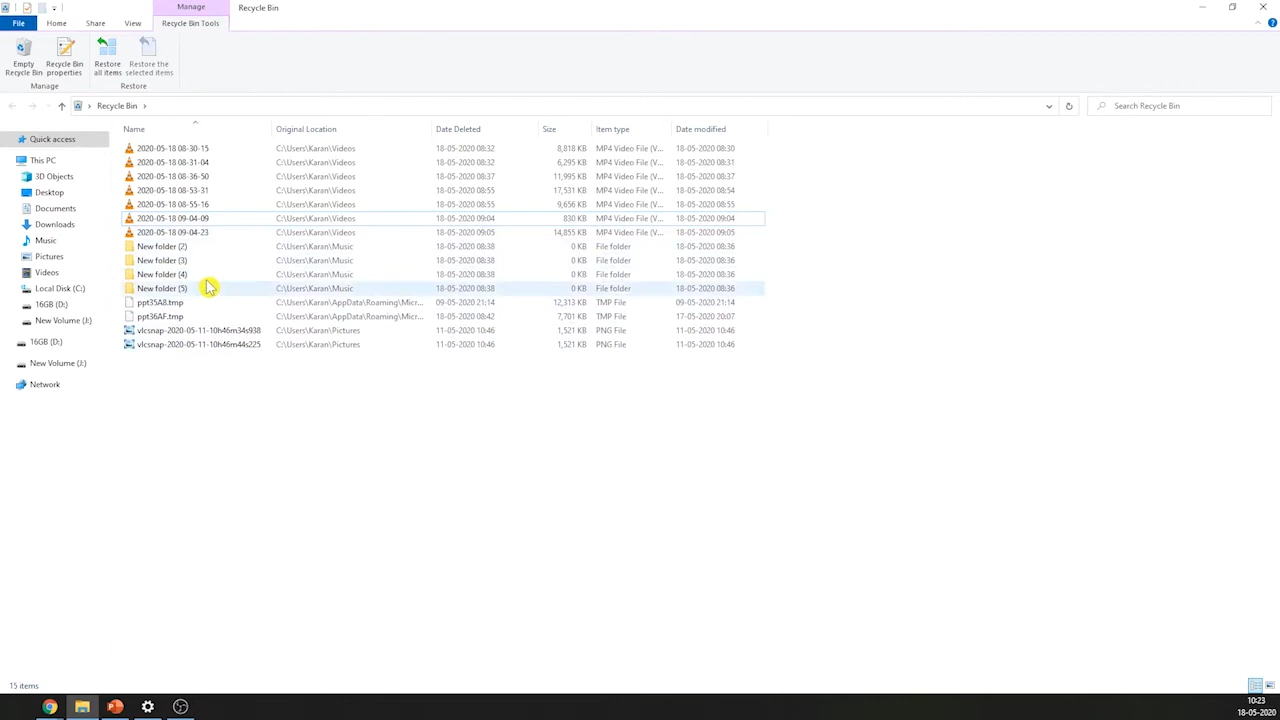 Manage
Recycle Bin
File
Home
Share
View
Recycle Bin Tools
Empty Recycle Bin
Recycle Bin properties
Restore all items
Restore the selected items
Manage
Restore
Recycle Bin
Search Recycle Bin
Name Original Location Date Deleted Size Item type Date modified
2020-05-18 08-30-15 C:\Users\Karan\Videos 18-05-2020 08:32 8,818 KB MP4 Video File (V... 18-05-2020 08:30
2020-05-18 08-31-04 C:\Users\Karan\Videos 18-05-2020 08:32 6,295 KB MP4 Video File (V... 18-05-2020 08:31
2020-05-18 08-36-50 C:\Users\Karan\Videos 18-05-2020 08:37 11,995 KB MP4 Video File (V... 18-05-2020 08:37
2020-05-18 08-53-31 C:\Users\Karan\Videos 18-05-2020 08:55 17,531 KB MP4 Video File (V... 18-05-2020 08:54
2020-05-18 08-55-16 C:\Users\Karan\Videos 18-05-2020 08:55 9,656 KB MP4 Video File (V... 18-05-2020 08:55
2020-05-18 09-04-09 C:\Users\Karan\Videos 18-05-2020 09:04 830 KB MP4 Video File (V... 18-05-2020 09:04
2020-05-18 09-04-23 C:\Users\Karan\Videos 18-05-2020 09:05 14,855 KB MP4 Video File (V... 18-05-2020 09:05
New folder (2) C:\Users\Karan\Music 18-05-2020 08:38 0 KB File folder 18-05-2020 08:36
New folder (3) C:\Users\Karan\Music 18-05-2020 08:38 0 KB File folder 18-05-2020 08:36
New folder (4) C:\Users\Karan\Music 18-05-2020 08:38 0 KB File folder 18-05-2020 08:36
New folder (5) C:\Users\Karan\Music 18-05-2020 08:38 0 KB File folder 18-05-2020 08:36
ppt35A8.tmp C:\Users\Karan\AppData\Roaming\Micr... 09-05-2020 21:14 12,313 KB TMP File 09-05-2020 21:14
ppt36AF.tmp C:\Users\Karan\AppData\Roaming\Micr... 18-05-2020 08:42 7,701 KB TMP File 17-05-2020 20:07
vlcsnap-2020-05-11-10h46m34s938 C:\Users\Karan\Pictures 11-05-2020 10:46 1,521 KB PNG File 11-05-2020 10:46
vlcsnap-2020-05-11-10h46m44s225 C:\Users\Karan\Pictures 11-05-2020 10:46 1,521 KB PNG File 11-05-2020 10:46
Quick access
This PC
3D Objects
Desktop
Documents
Downloads
Music
Pictures
Videos
Local Disk (C:)
16GB (D:)
New Volume (J:)
16GB (D:)
New Volume (J:)
Network
15 items
10:23
18-05-2020